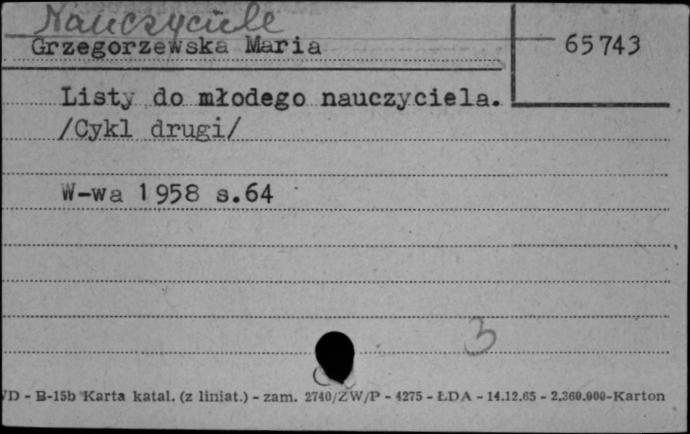 Nauczyciele
Grzegorzewska Maria
65743
Listy do młodego nauczyciela.
/Cykl drugi/
W-wa 1958 s.64
3
D - B-15b Karta katal. (z liniat.) - zam. 2740/ZW/P - 4275 - ŁDA - 14.12.65 - 2,360.000-Karton